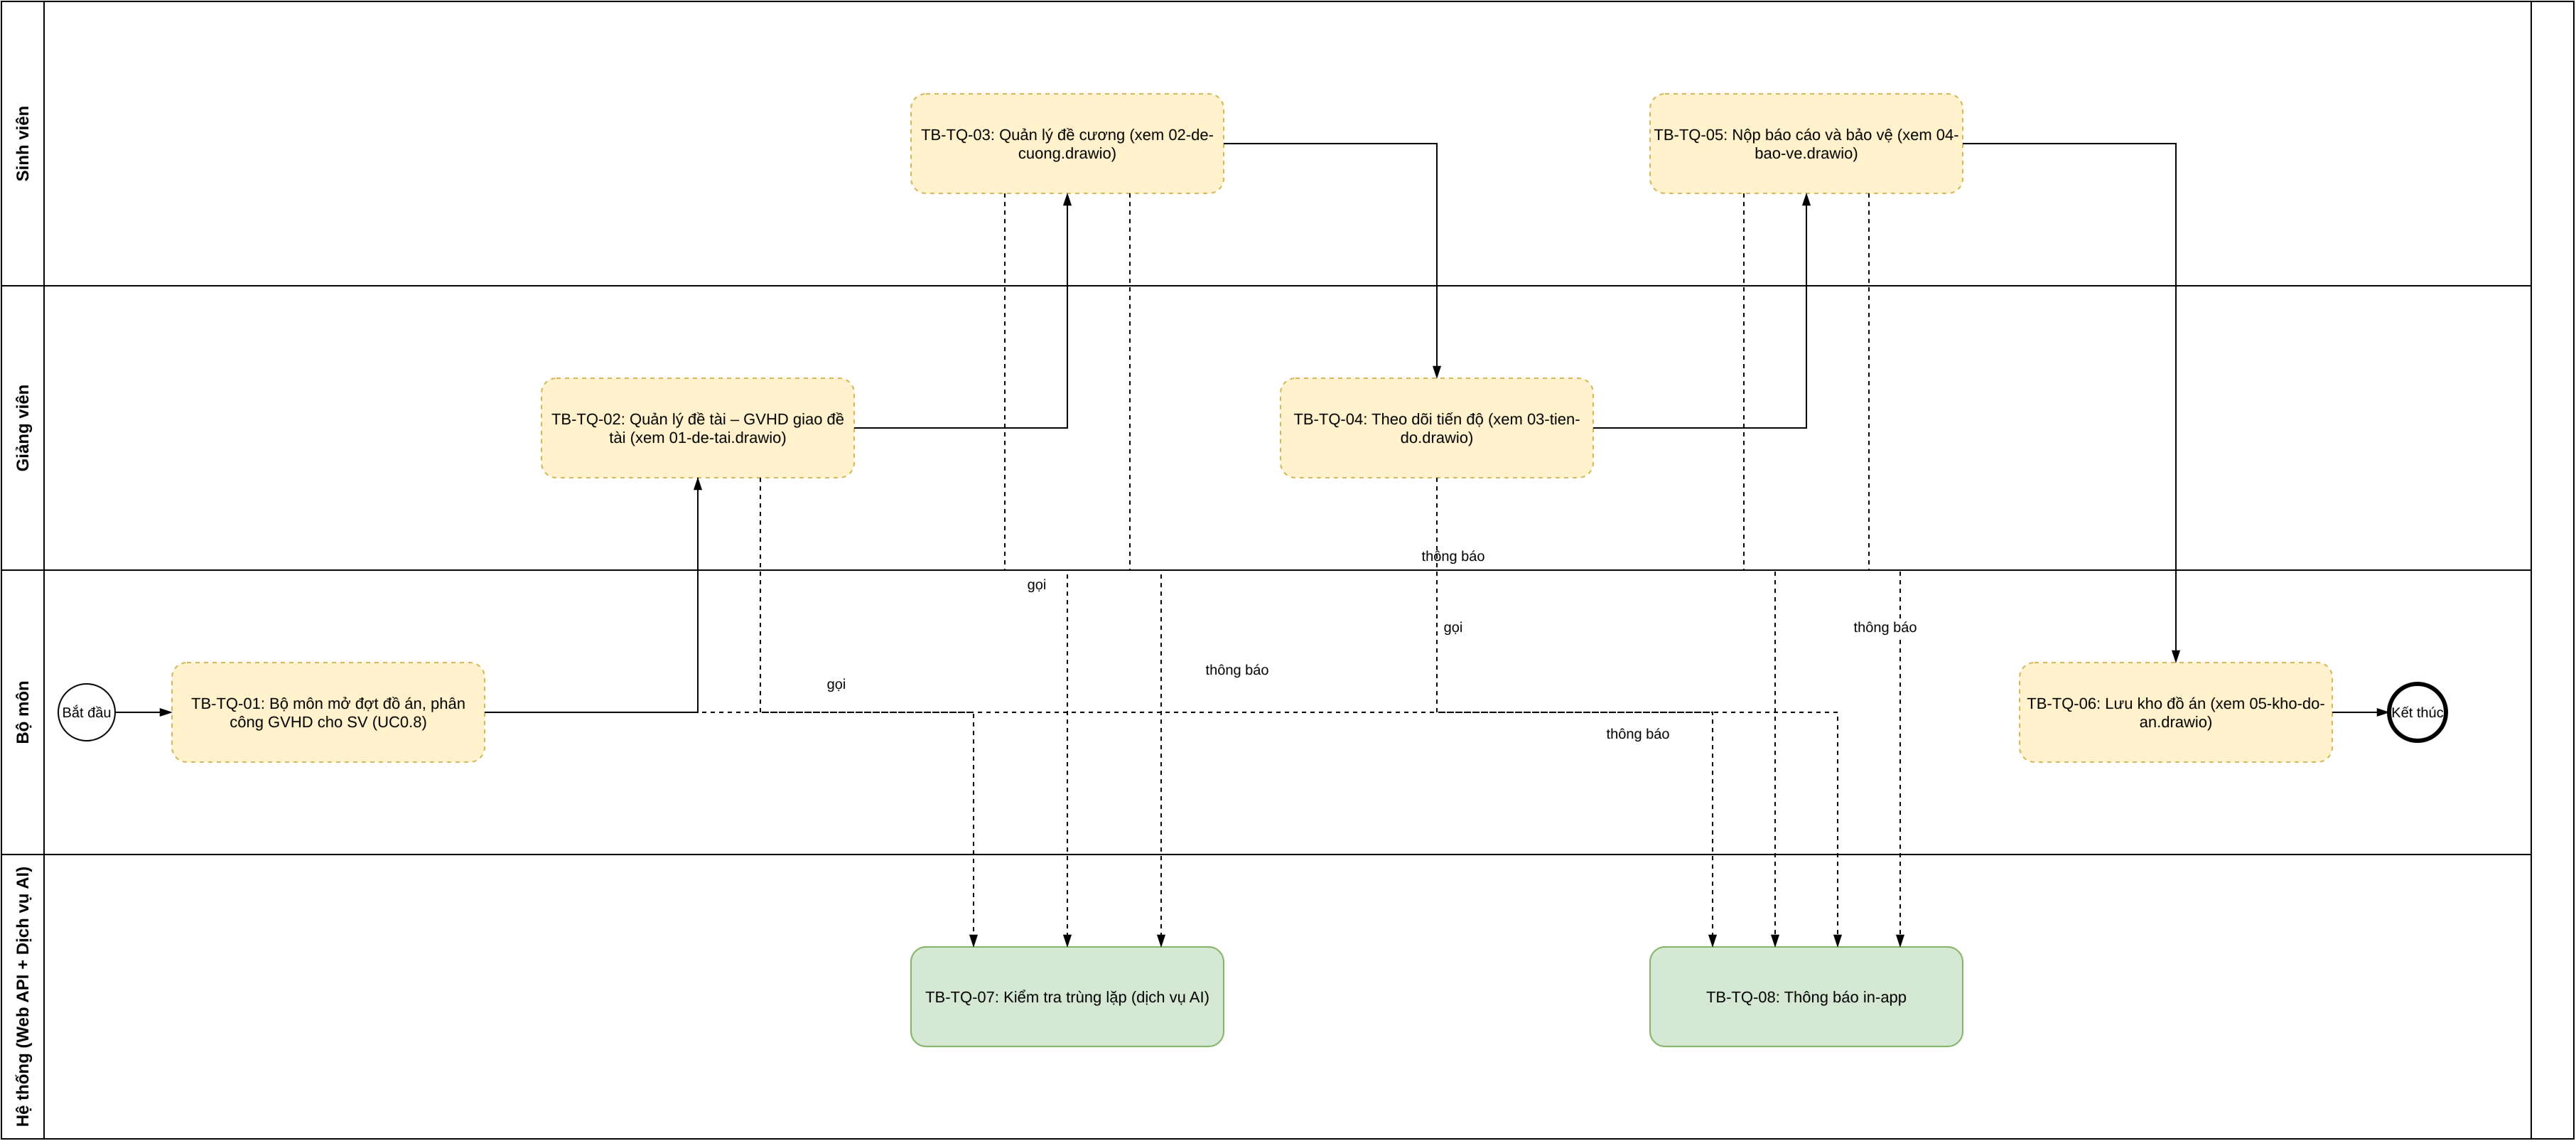 Sinh viên
TB-TQ-03: Quản lý đề cương (xem 02-de-
cuong.drawio)
TB-TQ-05: Nộp báo cáo và bảo vệ (xem 04-
bao-ve.drawio)
Giảng viên
TB-TQ-02: Quản lý đề tài – GVHD giao đề
tài (xem 01-de-tai.drawio)
TB-TQ-04: Theo dõi tiến độ (xem 03-tien-
do.drawio)
thông báo
Bộ môn
gọi
gọi
thông báo
thông báo
gọi
thông báo
Bắt đầu
TB-TQ-01: Bộ môn mở đợt đồ án, phân
công GVHD cho SV (UC0.8)
TB-TQ-06: Lưu kho đồ án (xem 05-kho-do-
an.drawio)
Kết thúc
Hệ thống (Web API + Dịch vụ AI)
TB-TQ-07: Kiểm tra trùng lặp (dịch vụ AI)
TB-TQ-08: Thông báo in-app